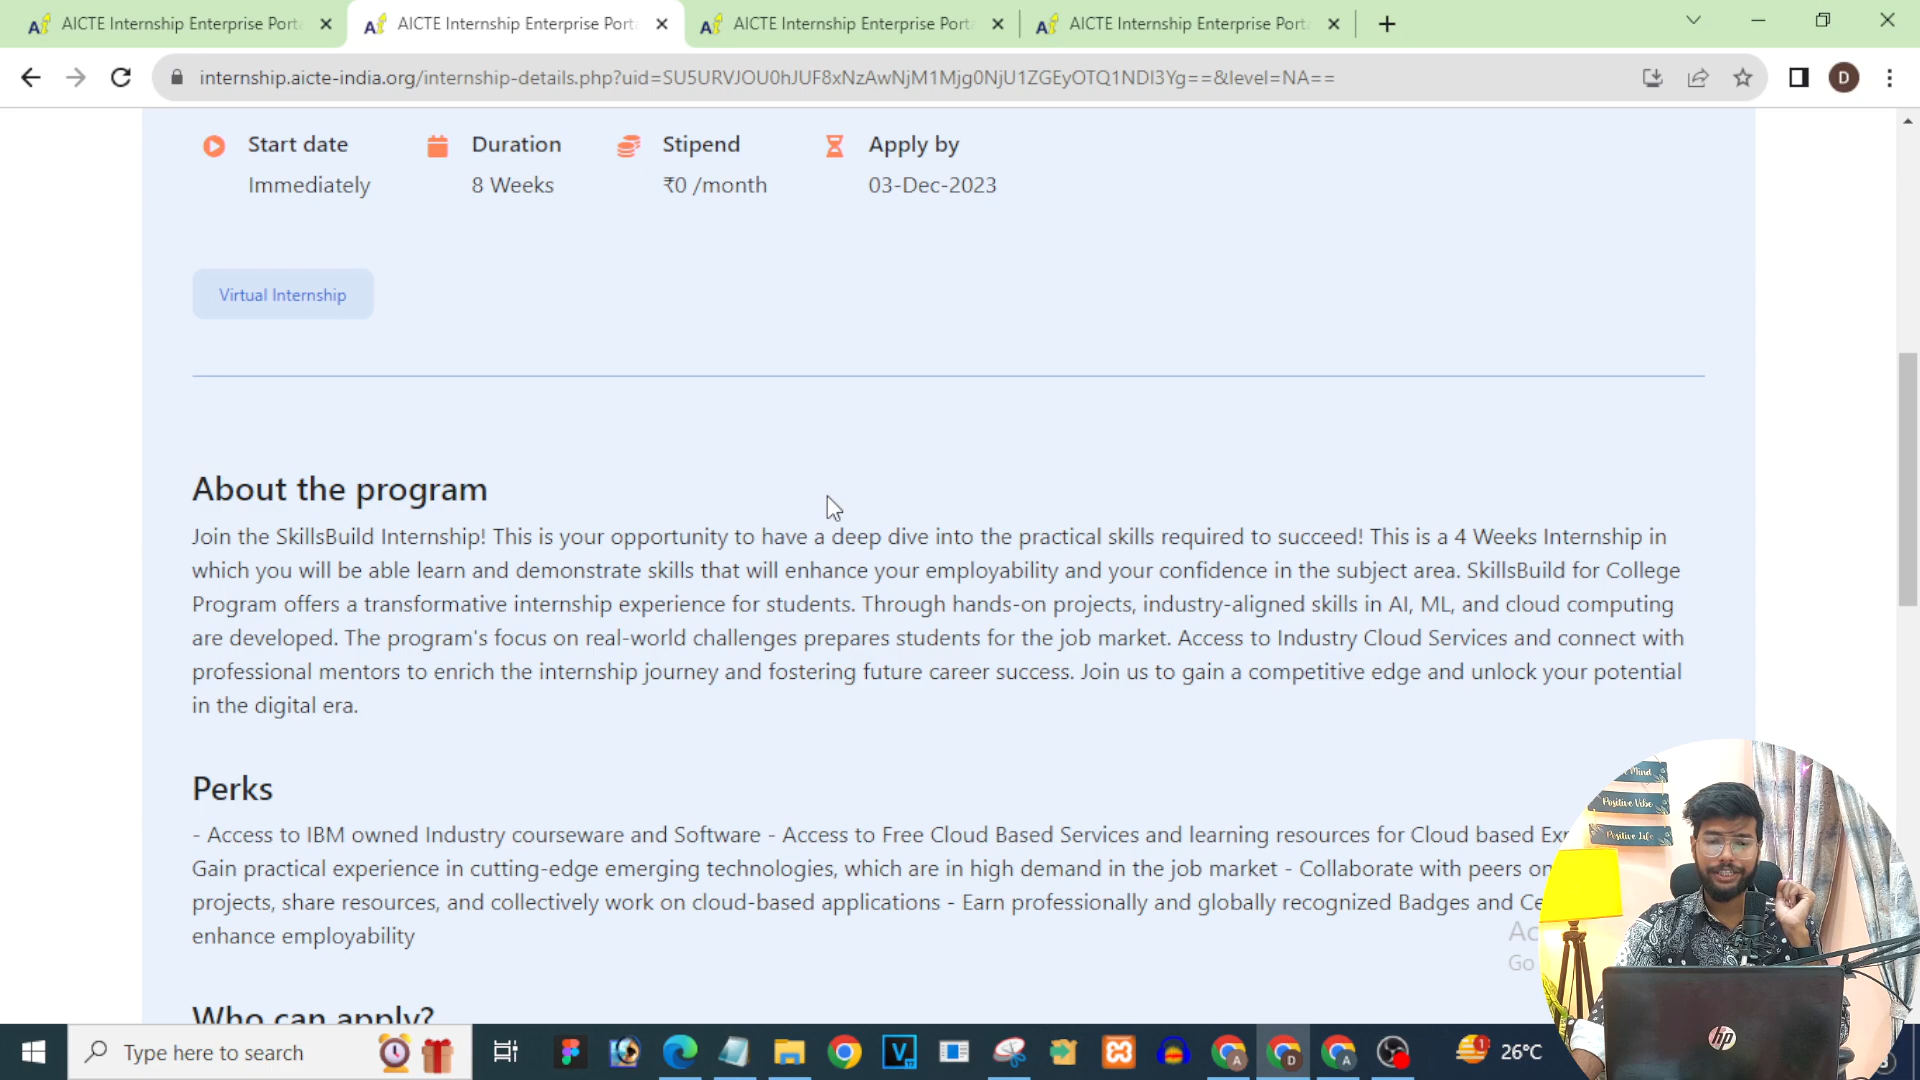 AICTE Internship Enterprise Port
AICTE Internship Enterprise Port
AICTE Internship Enterprise Port
AICTE Internship Enterprise Port
internship.aicte-india.org/internship-details.php?uid=SU5URVJOU0hJUF8xNzAwNjM1Mjg0NjU1ZGEyOTQ1NDI3Yg==&level=NA==
D
Start date Duration Stipend Apply by
Immediately 8 Weeks ₹0 /month 03-Dec-2023
Virtual Internship
About the program
Join the SkillsBuild Internship! This is your opportunity to have a deep dive into the practical skills required to succeed! This is a 4 Weeks Internship in
which you will be able learn and demonstrate skills that will enhance your employability and your confidence in the subject area. SkillsBuild for College
Program offers a transformative internship experience for students. Through hands-on projects, industry-aligned skills in AI, ML, and cloud computing
are developed. The program's focus on real-world challenges prepares students for the job market. Access to Industry Cloud Services and connect with
professional mentors to enrich the internship journey and fostering future career success. Join us to gain a competitive edge and unlock your potential
in the digital era.
Perks
- Access to IBM owned Industry courseware and Software - Access to Free Cloud Based Services and learning resources for Cloud based
Gain practical experience in cutting-edge emerging technologies, which are in high demand in the job market - Collaborate with peers on
projects, share resources, and collectively work on cloud-based applications - Earn professionally and globally recognized Badges and
enhance employability
Go
Who can apply?
Mind
Positive Vibe
Positive Life
hp
Type here to search
26°C